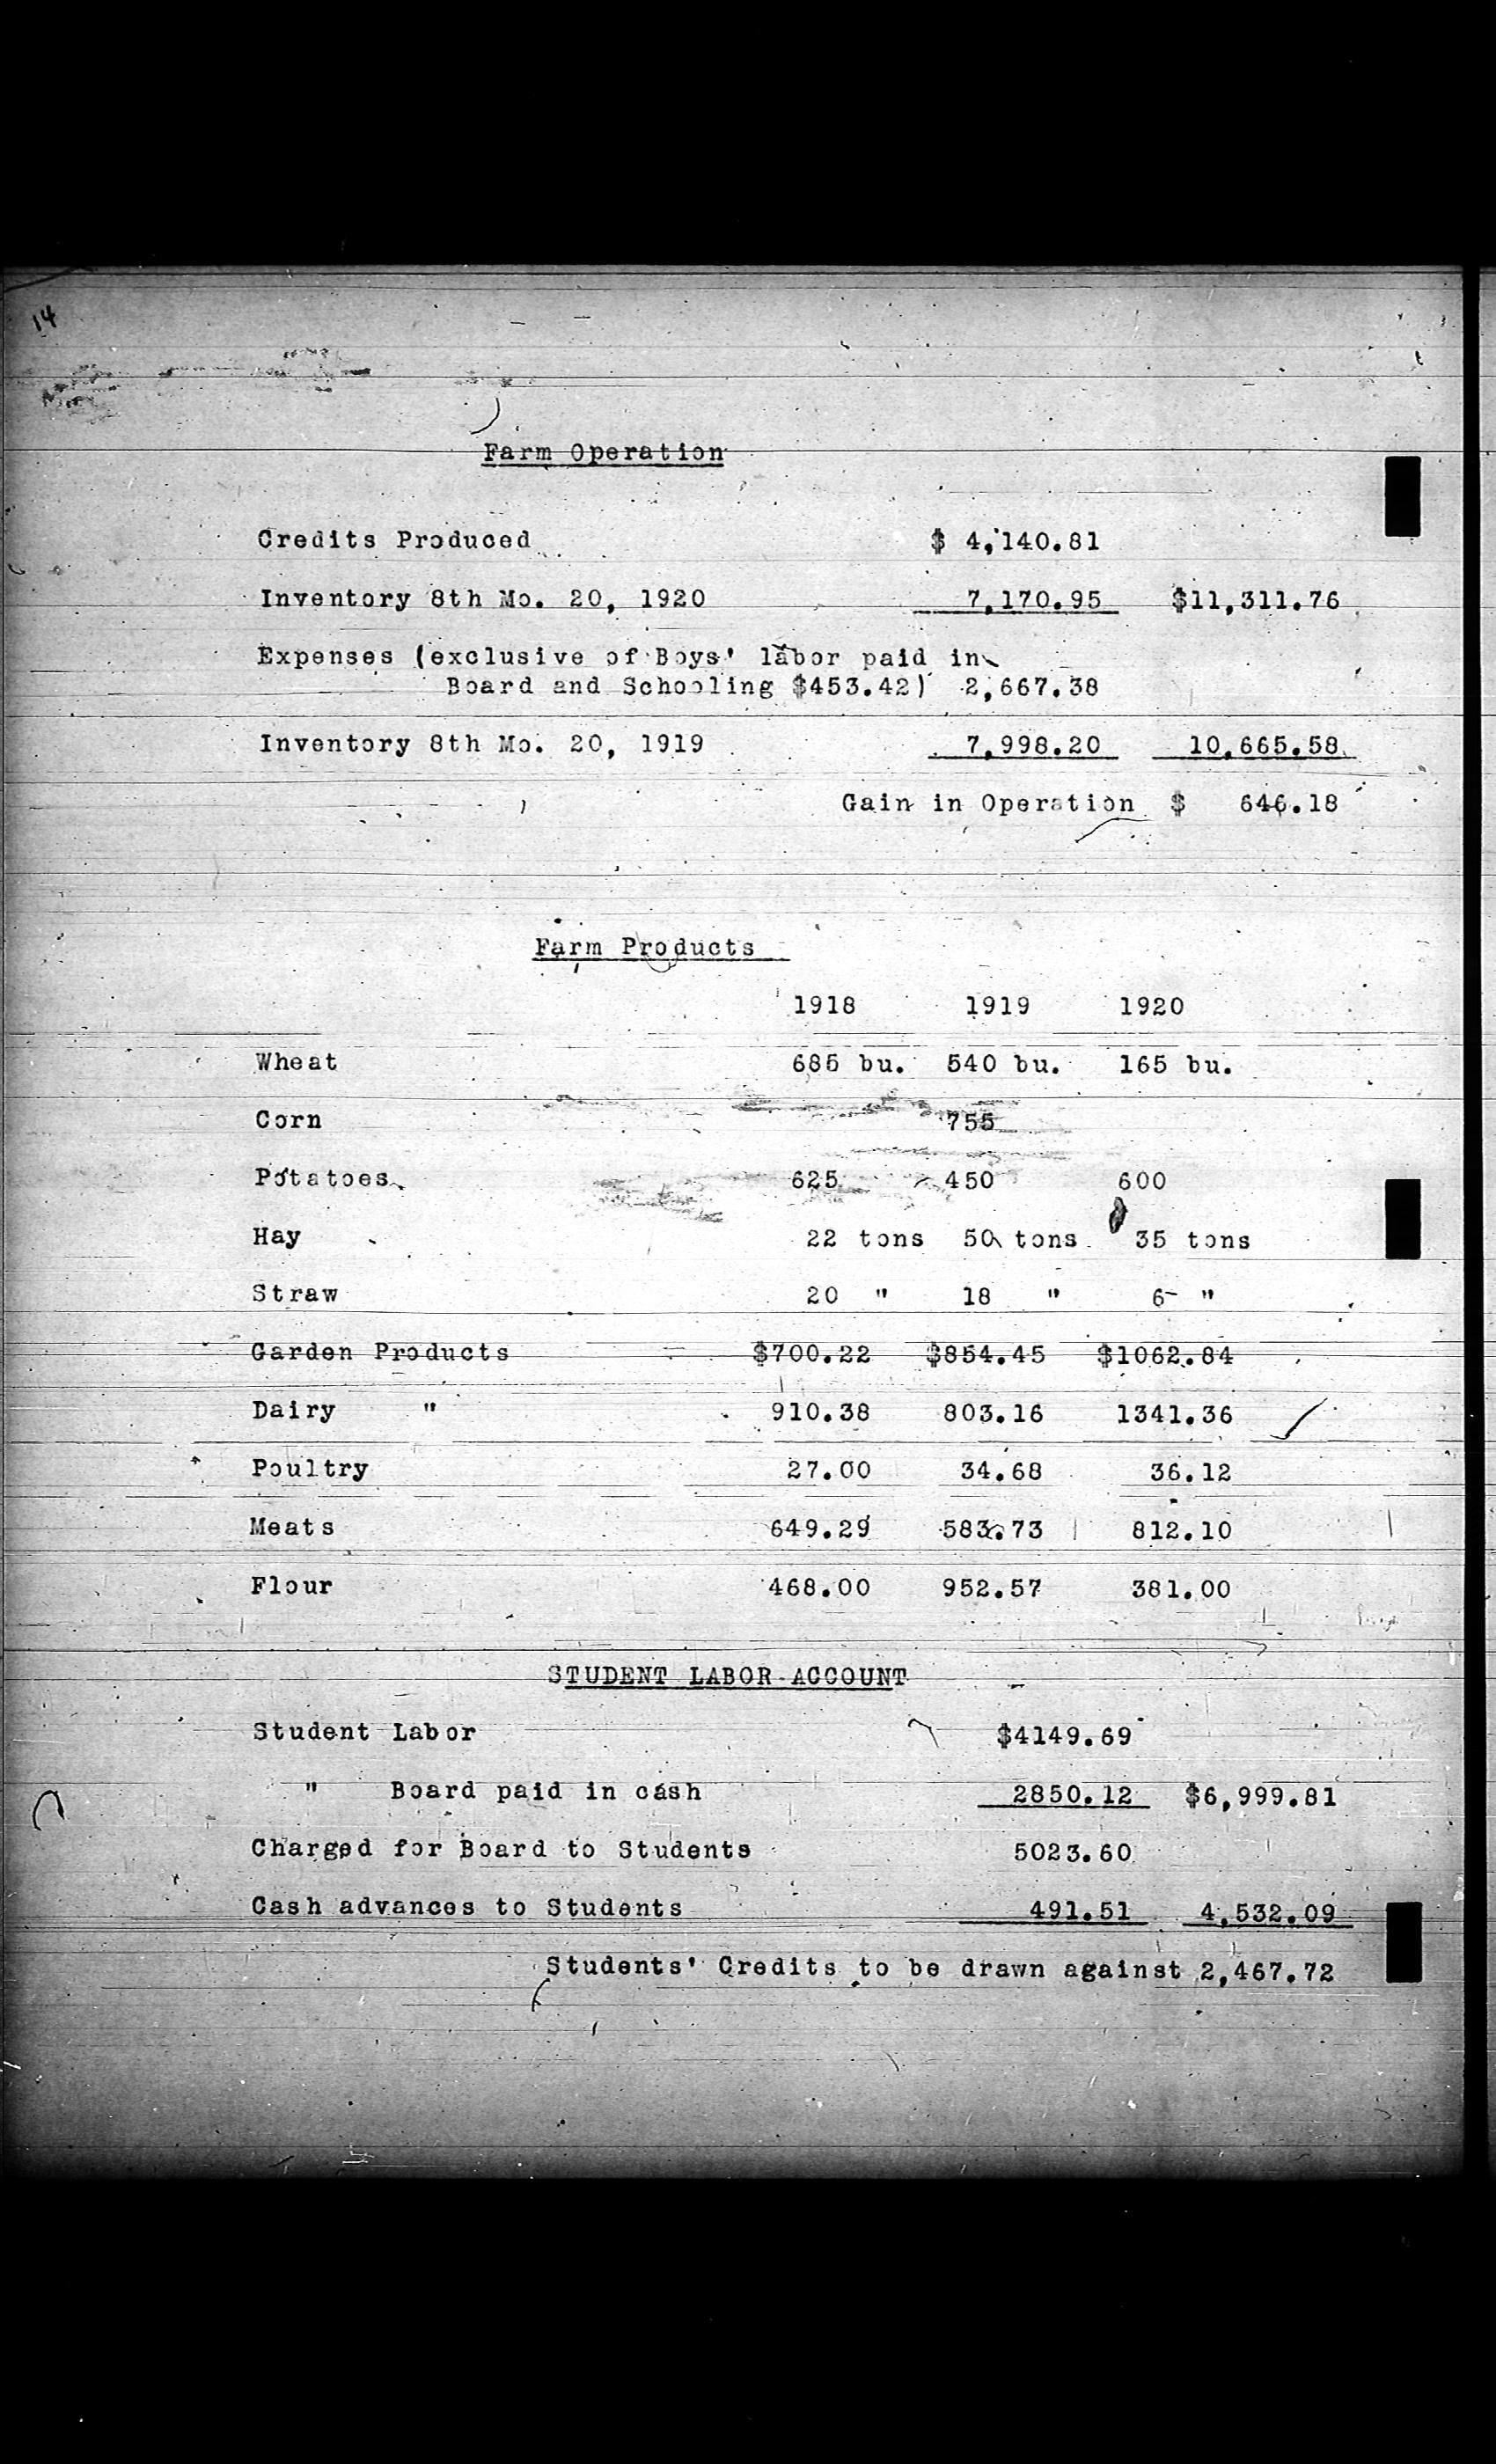 14
Farm Operation
Credits Produced $ 4,140.81
Inventory 8th Mo. 20, 1920 7,170.95 $11,311.76
Expenses (exclusive of Boys' labor paid in
Board and Schooling $453.42) 2,667.38
Inventory 8th Mo. 20, 1919 7,998.20 10,665.58
Gain in Operation $ 646.18
Farm Products
1918 1919 1920
Wheat 685 bu. 540 bu. 165 bu.
Corn 755
Potatoes 625 450 600
Hay 22 tons 50 tons 35 tons
Straw 20 " 18 " 6 "
Garden Products $700.22 $854.45 $1062.84
Dairy " 910.38 803.16 1341.36
Poultry 27.00 34.68 36.12
Meats 649.29 583.73 812.10
Flour 468.00 952.57 381.00
STUDENT LABOR ACCOUNT
Student Labor $4149.69
" Board paid in cash 2850.12 $6,999.81
Charged for Board to Students 5023.60
Cash advances to Students 491.51 4,532.09
Students' Credits to be drawn against 2,467.72